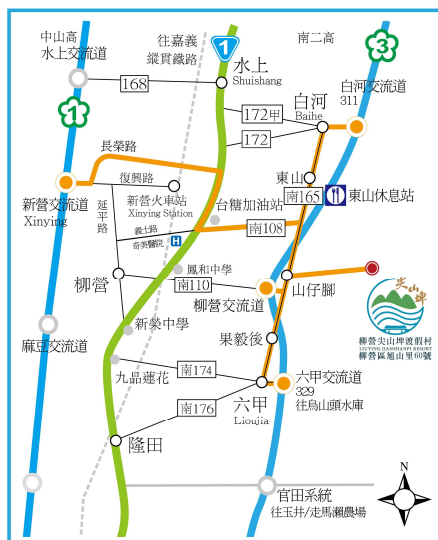 中山高
水上交流道
往嘉義
縱貫鐵路
1
水上
Shuishang
南二高
3
白河交流道
311
168
1
172甲
172
白河
Baihe
長榮路
復興路
新營火車站
Xinying Station
新營交流道
Xinying
延平路
義士路
奇美醫院
H
台糖加油站
東山
南165
東山休息站
南108
鳳和中學
南110
柳營
柳營交流道
山仔腳
尖山埤
柳營尖山埤渡假村
LIUYING JIANSHANPI RESORT
柳營區旭山里60號
新榮中學
麻豆交流道
果毅後
九品蓮花
南174
南176
六甲
Lioujia
六甲交流道
329
往烏山頭水庫
隆田
官田系統
往玉井/走馬瀨農場
N